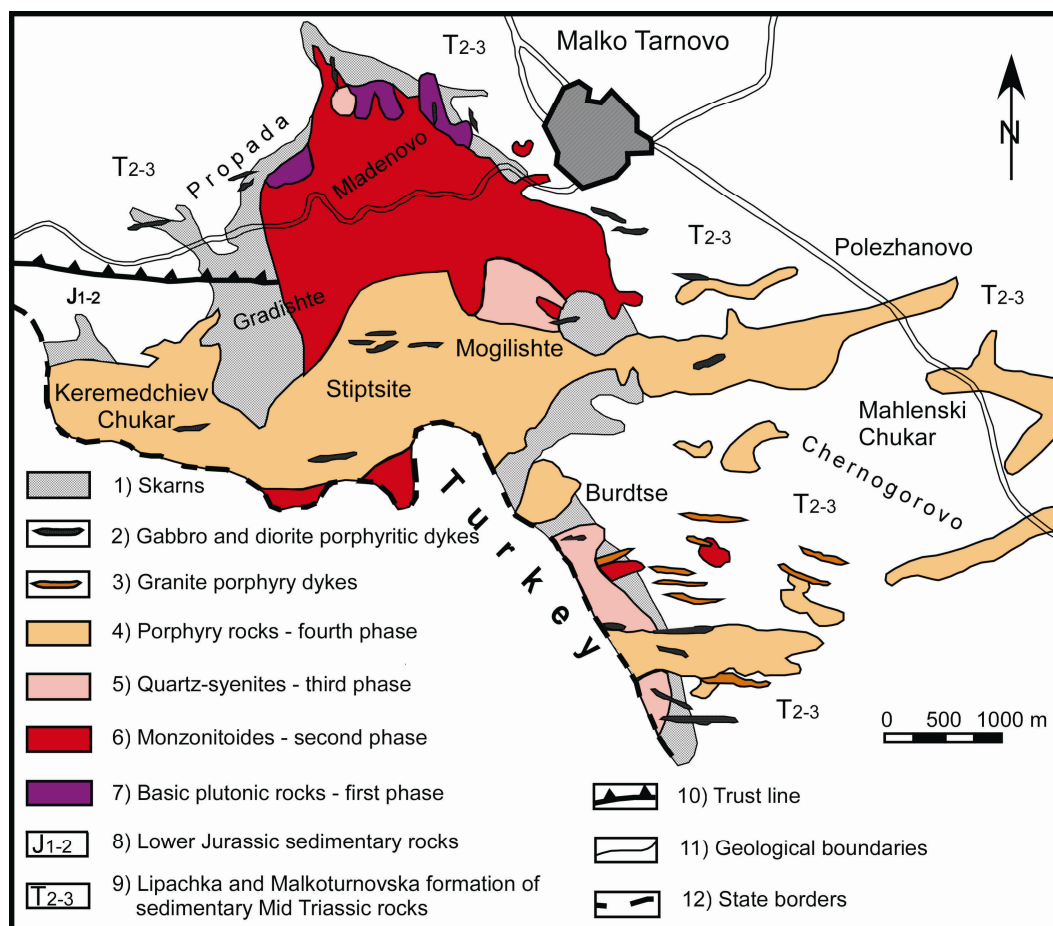 Malko Tarnovo
T2-3
N
Propada
T2-3
Mladenovo
T2-3
Polezhanovo
T2-3
J1-2
Gradishte
Mogilishte
Keremedchiev
Chukar
Stiptsite
Mahlenski
Chukar
Chernogorovo
Turkey
Burdtse
T2-3
T2-3
0 500 1000 m
1) Skarns
2) Gabbro and diorite porphyritic dykes
3) Granite porphyry dykes
4) Porphyry rocks - fourth phase
5) Quartz-syenites - third phase
6) Monzonitoides - second phase
7) Basic plutonic rocks - first phase
J1-2 8) Lower Jurassic sedimentary rocks
T2-3 9) Lipachka and Malkoturnovska formation of
sedimentary Mid Triassic rocks
10) Trust line
11) Geological boundaries
12) State borders